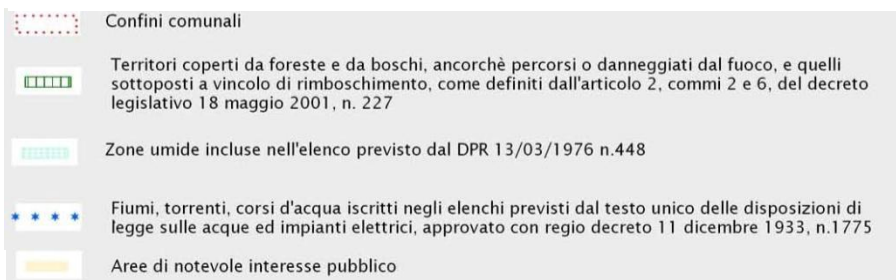 Confini comunali
Territori coperti da foreste e da boschi, ancorchè percorsi o danneggiati dal fuoco, e quelli
sottoposti a vincolo di rimboschimento, come definiti dall'articolo 2, commi 2 e 6, del decreto
legislativo 18 maggio 2001, n. 227
Zone umide incluse nell'elenco previsto dal DPR 13/03/1976 n.448
Fiumi, torrenti, corsi d'acqua iscritti negli elenchi previsti dal testo unico delle disposizioni di
legge sulle acque ed impianti elettrici, approvato con regio decreto 11 dicembre 1933, n.1775
Aree di notevole interesse pubblico